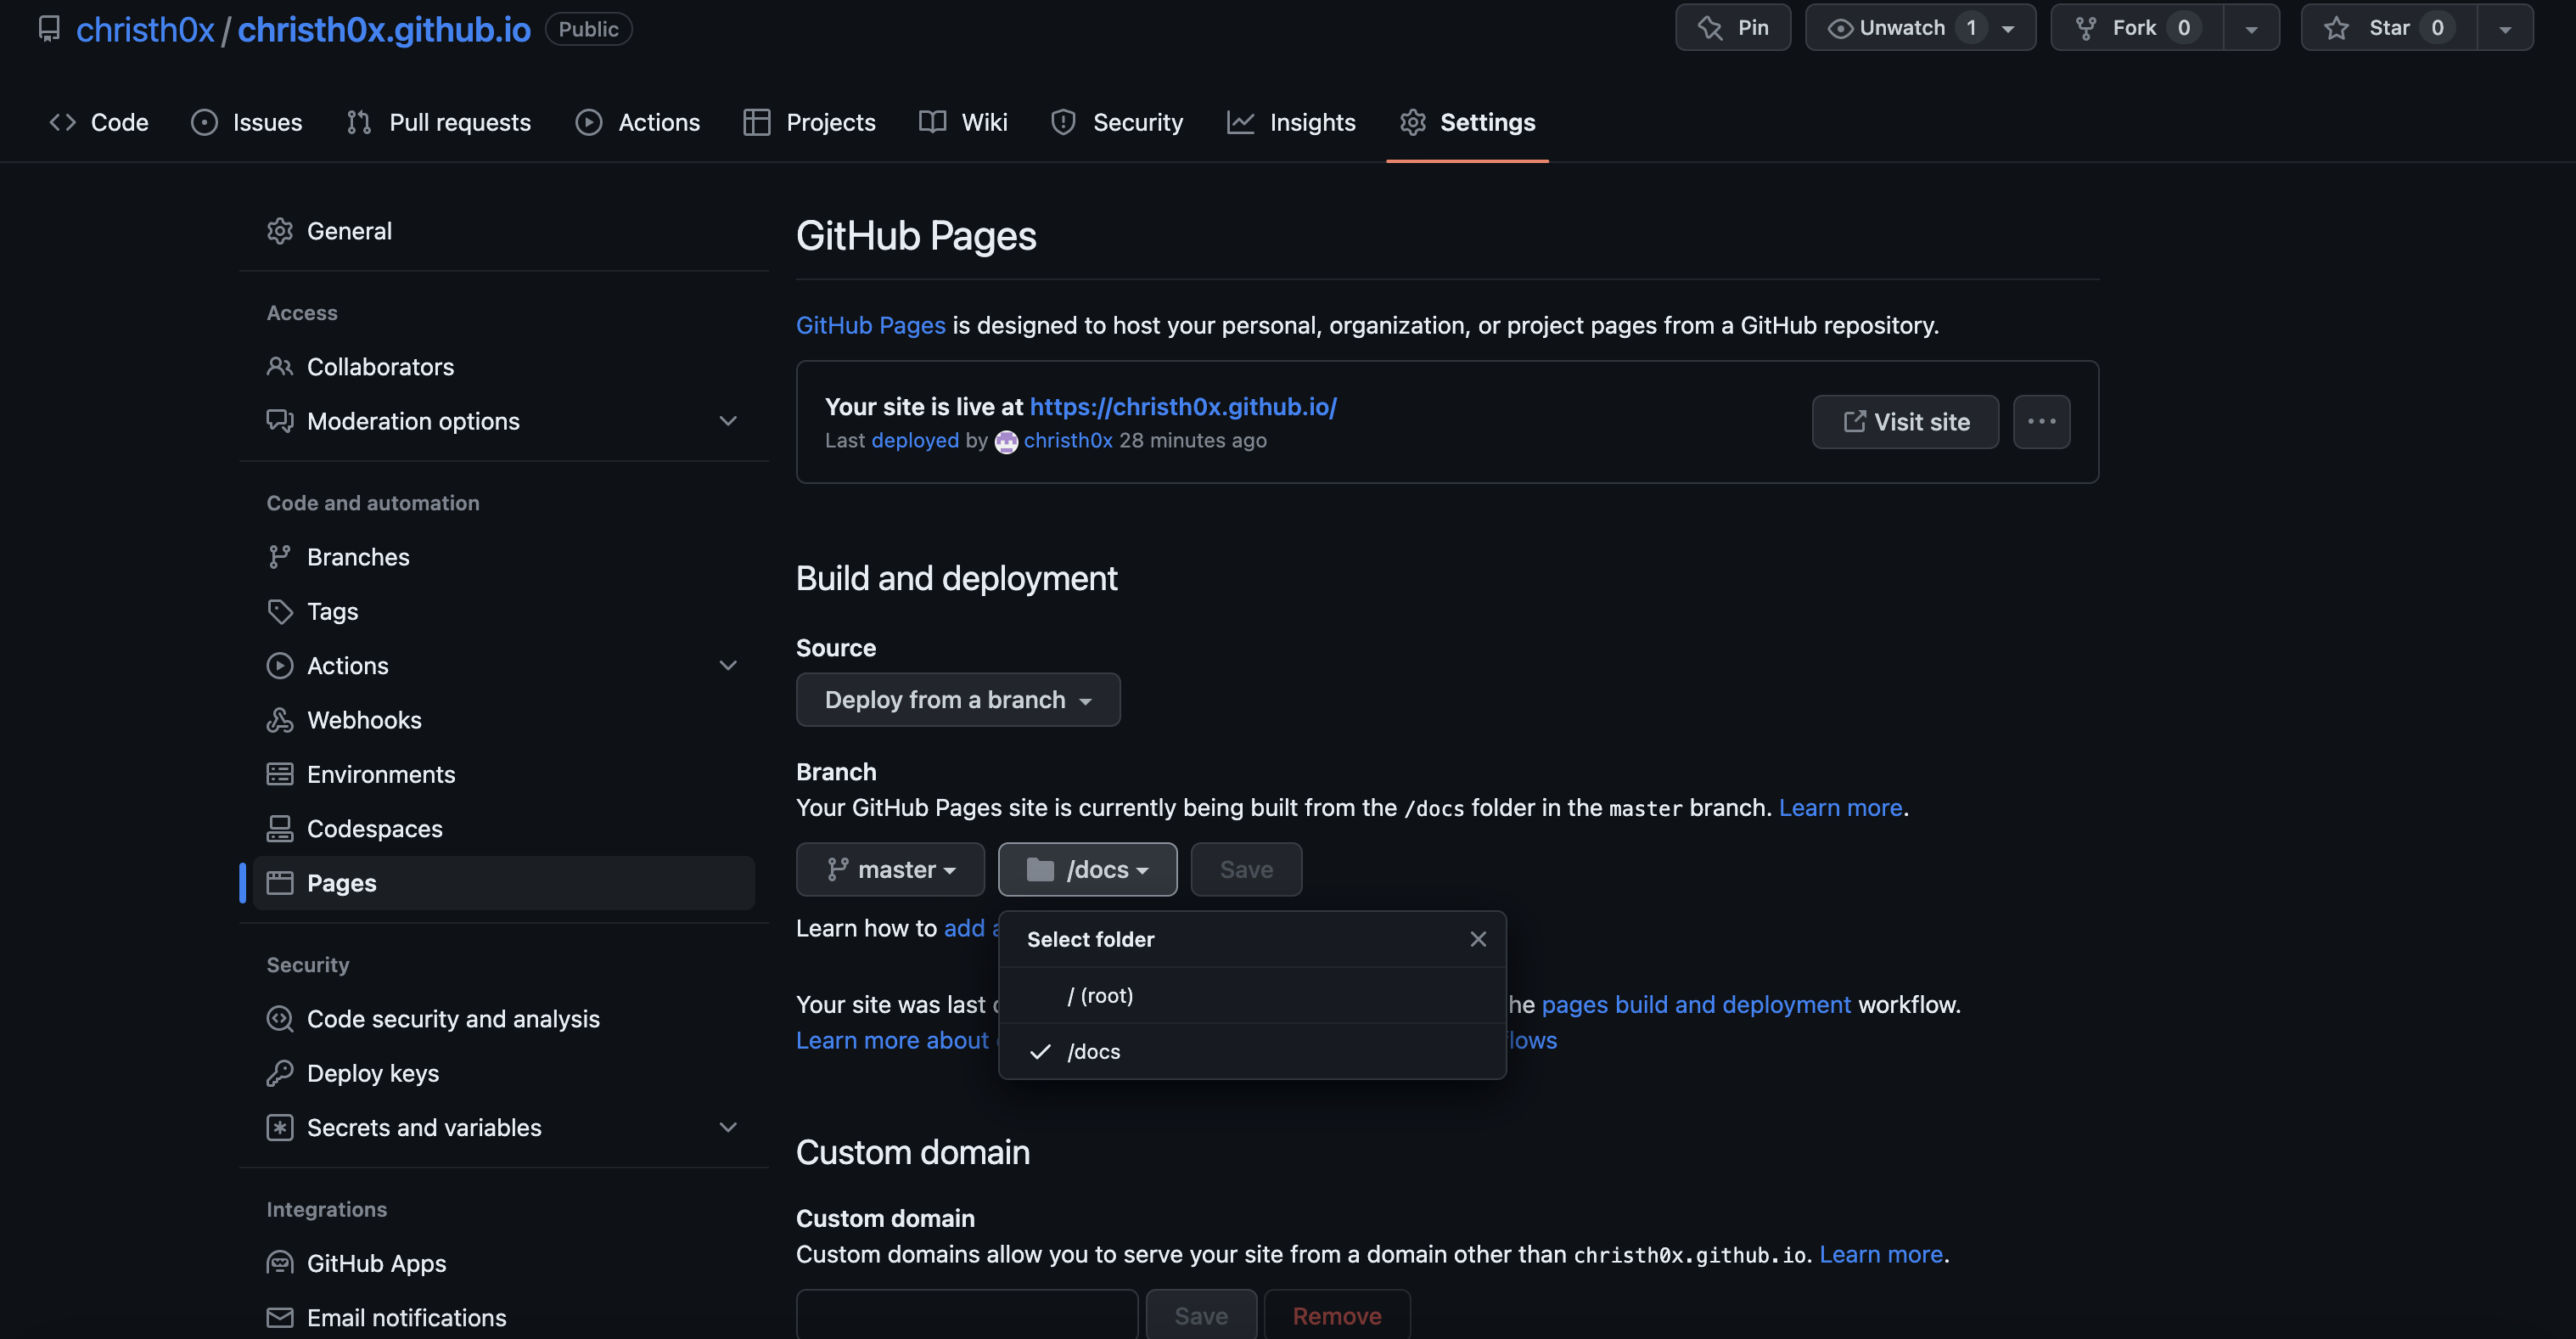 christh0x / christh0x.github.io Public
Pin
Unwatch 1
Fork 0
Star 0
Code
Issues
Pull requests
Actions
Projects
Wiki
Security
Insights
Settings
General
Access
Collaborators
Moderation options
Code and automation
Branches
Tags
Actions
Webhooks
Environments
Codespaces
Pages
Security
Code security and analysis
Deploy keys
Secrets and variables
Integrations
GitHub Apps
Email notifications
GitHub Pages
GitHub Pages is designed to host your personal, organization, or project pages from a GitHub repository.
Your site is live at https://christh0x.github.io/
Last deployed by christh0x 28 minutes ago
Visit site
Build and deployment
Source
Deploy from a branch
Branch
Your GitHub Pages site is currently being built from the /docs folder in the master branch. Learn more.
master
/docs
Save
Learn how to add
Select folder
/ (root)
/docs
Your site was last
pages build and deployment workflow.
Learn more about
Custom domain
Custom domain
Custom domains allow you to serve your site from a domain other than christh0x.github.io. Learn more.
Save
Remove